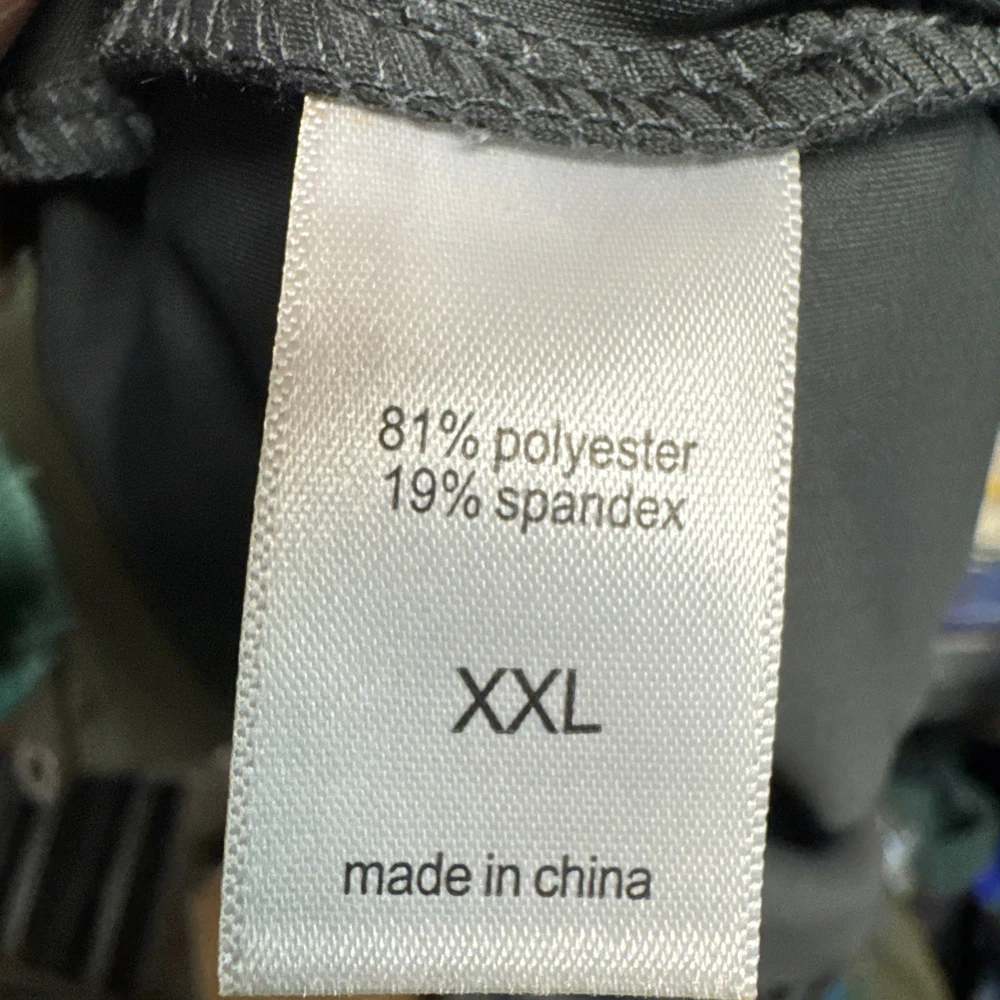 81% polyester
19% spandex
XXL
made in china